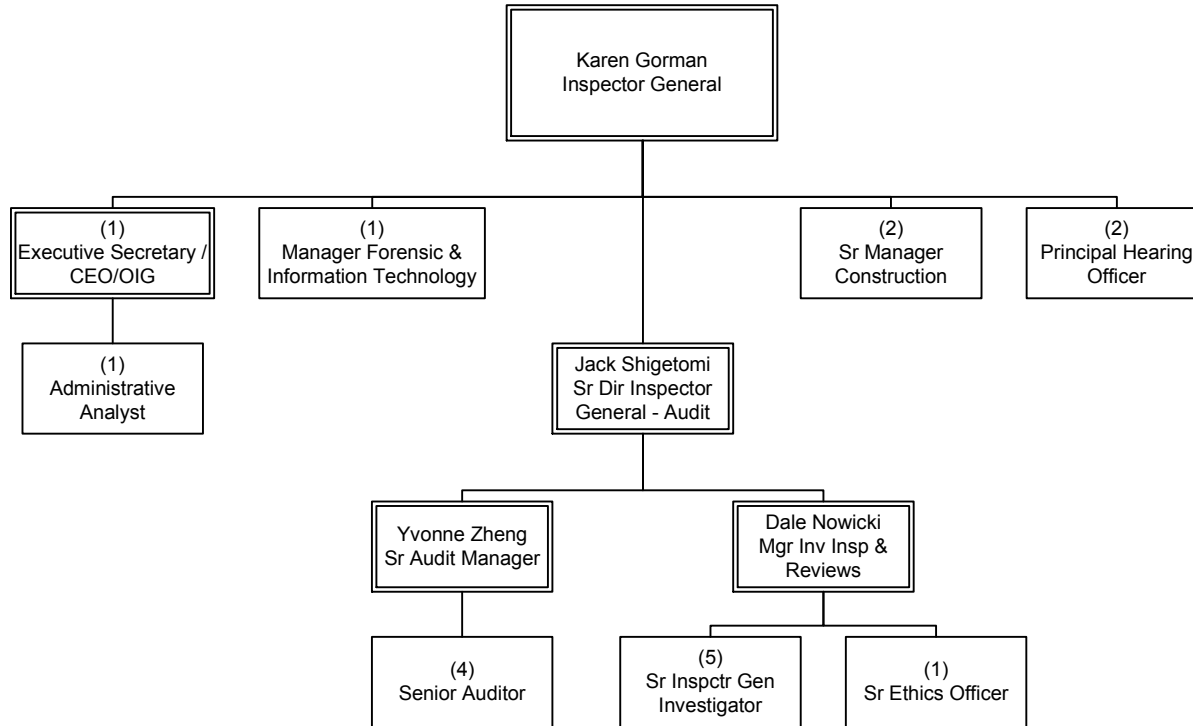 Karen Gorman
Inspector General
(1)
Executive Secretary /
CEO/OIG
(1)
Manager Forensic &
Information Technology
(2)
Sr Manager
Construction
(2)
Principal Hearing
Officer
(1)
Administrative
Analyst
Jack Shigetomi
Sr Dir Inspector
General - Audit
Yvonne Zheng
Sr Audit Manager
Dale Nowicki
Mgr Inv Insp &
Reviews
(4)
Senior Auditor
(5)
Sr Inspctr Gen
Investigator
(1)
Sr Ethics Officer